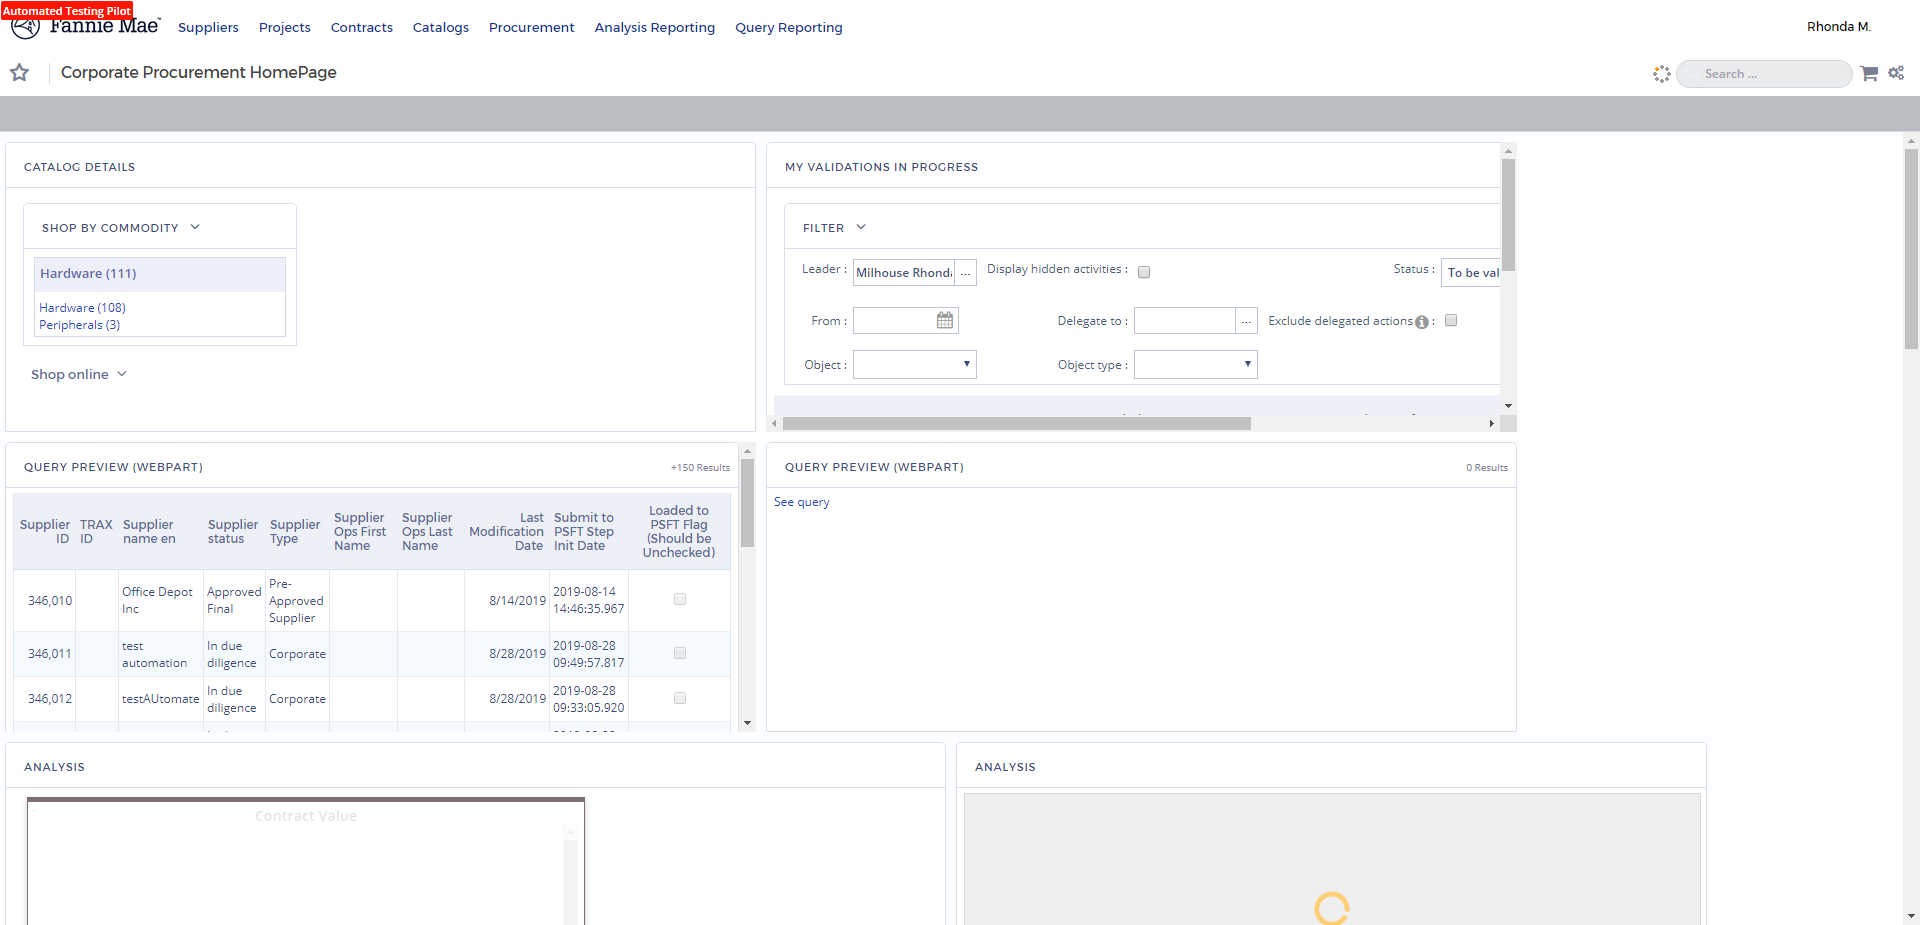 Automated Testing Pilot
Fannie Mae
Suppliers Projects Contracts Catalogs Procurement Analysis Reporting Query Reporting
Rhonda M.
Corporate Procurement HomePage
Search ...
CATALOG DETAILS
SHOP BY COMMODITY
Hardware (111)
Hardware (108)
Peripherals (3)
Shop online
MY VALIDATIONS IN PROGRESS
FILTER
Leader : Milhouse Rhond ... Display hidden activities : Status : To be val
From : Delegate to : ... Exclude delegated actions :
Object : Object type :
QUERY PREVIEW (WEBPART) +150 Results
Supplier ID TRAX ID Supplier name en Supplier status Supplier Type Supplier Ops First Name Supplier Ops Last Name Last Modification Date Submit to PSFT Step Init Date Loaded to PSFT Flag (Should be Unchecked)
346,010 Office Depot Inc Approved Final Pre-Approved Supplier 8/14/2019 2019-08-14 14:46:35.967
346,011 test automation In due diligence Corporate 8/28/2019 2019-08-28 09:49:57.817
346,012 testAUtomate In due diligence Corporate 8/28/2019 2019-08-28 09:33:05.920
QUERY PREVIEW (WEBPART) 0 Results
See query
ANALYSIS
Contract Value
ANALYSIS